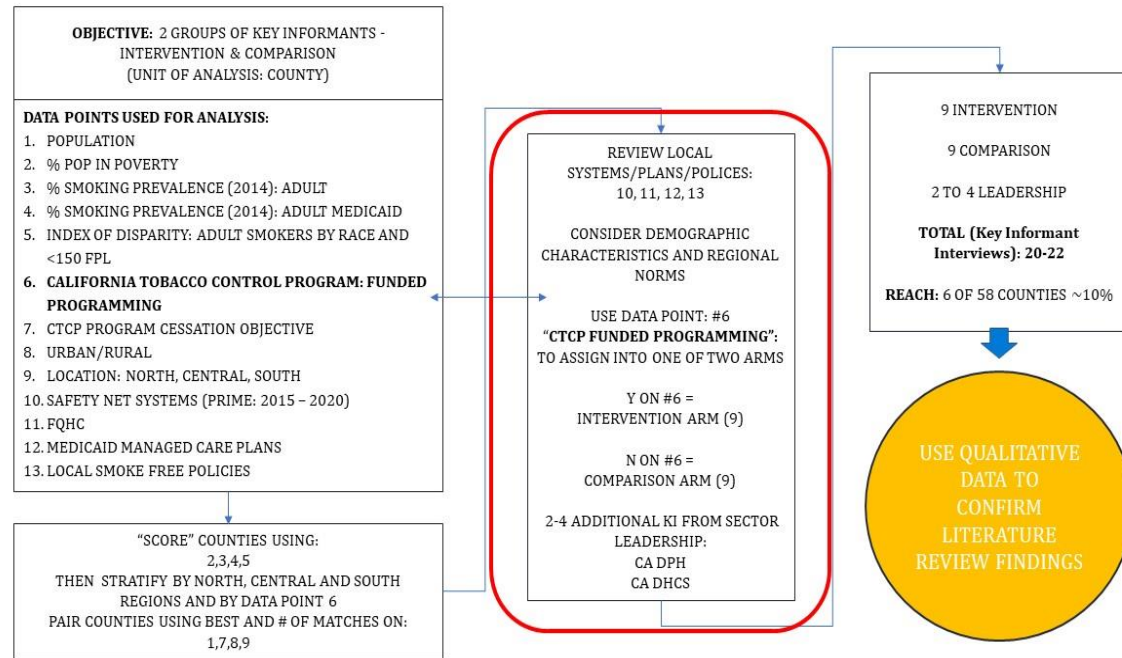 OBJECTIVE: 2 GROUPS OF KEY INFORMANTS -
INTERVENTION & COMPARISON
(UNIT OF ANALYSIS: COUNTY)
DATA POINTS USED FOR ANALYSIS:
1. POPULATION
2. % POP IN POVERTY
3. % SMOKING PREVALENCE (2014): ADULT
4. % SMOKING PREVALENCE (2014): ADULT MEDICAID
5. INDEX OF DISPARITY: ADULT SMOKERS BY RACE AND
<150 FPL
6. CALIFORNIA TOBACCO CONTROL PROGRAM: FUNDED
PROGRAMMING
7. CTCP PROGRAM CESSATION OBJECTIVE
8. URBAN/RURAL
9. LOCATION: NORTH, CENTRAL, SOUTH
10. SAFETY NET SYSTEMS (PRIME: 2015 – 2020)
11. FQHC
12. MEDICAID MANAGED CARE PLANS
13. LOCAL SMOKE FREE POLICIES
"SCORE" COUNTIES USING:
2,3,4,5
THEN STRATIFY BY NORTH, CENTRAL AND SOUTH
REGIONS AND BY DATA POINT 6
PAIR COUNTIES USING BEST AND # OF MATCHES ON:
1,7,8,9
REVIEW LOCAL
SYSTEMS/PLANS/POLICES:
10, 11, 12, 13
CONSIDER DEMOGRAPHIC
CHARACTERISTICS AND REGIONAL
NORMS
USE DATA POINT: #6
"CTCP FUNDED PROGRAMMING":
TO ASSIGN INTO ONE OF TWO ARMS
Y ON #6 =
INTERVENTION ARM (9)
N ON #6 =
COMPARISON ARM (9)
2-4 ADDITIONAL KI FROM SECTOR
LEADERSHIP:
CA DPH
CA DHCS
9 INTERVENTION
9 COMPARISON
2 TO 4 LEADERSHIP
TOTAL (Key Informant
Interviews): 20-22
REACH: 6 OF 58 COUNTIES ~10%
USE QUALITATIVE
DATA TO
CONFIRM
LITERATURE
REVIEW FINDINGS